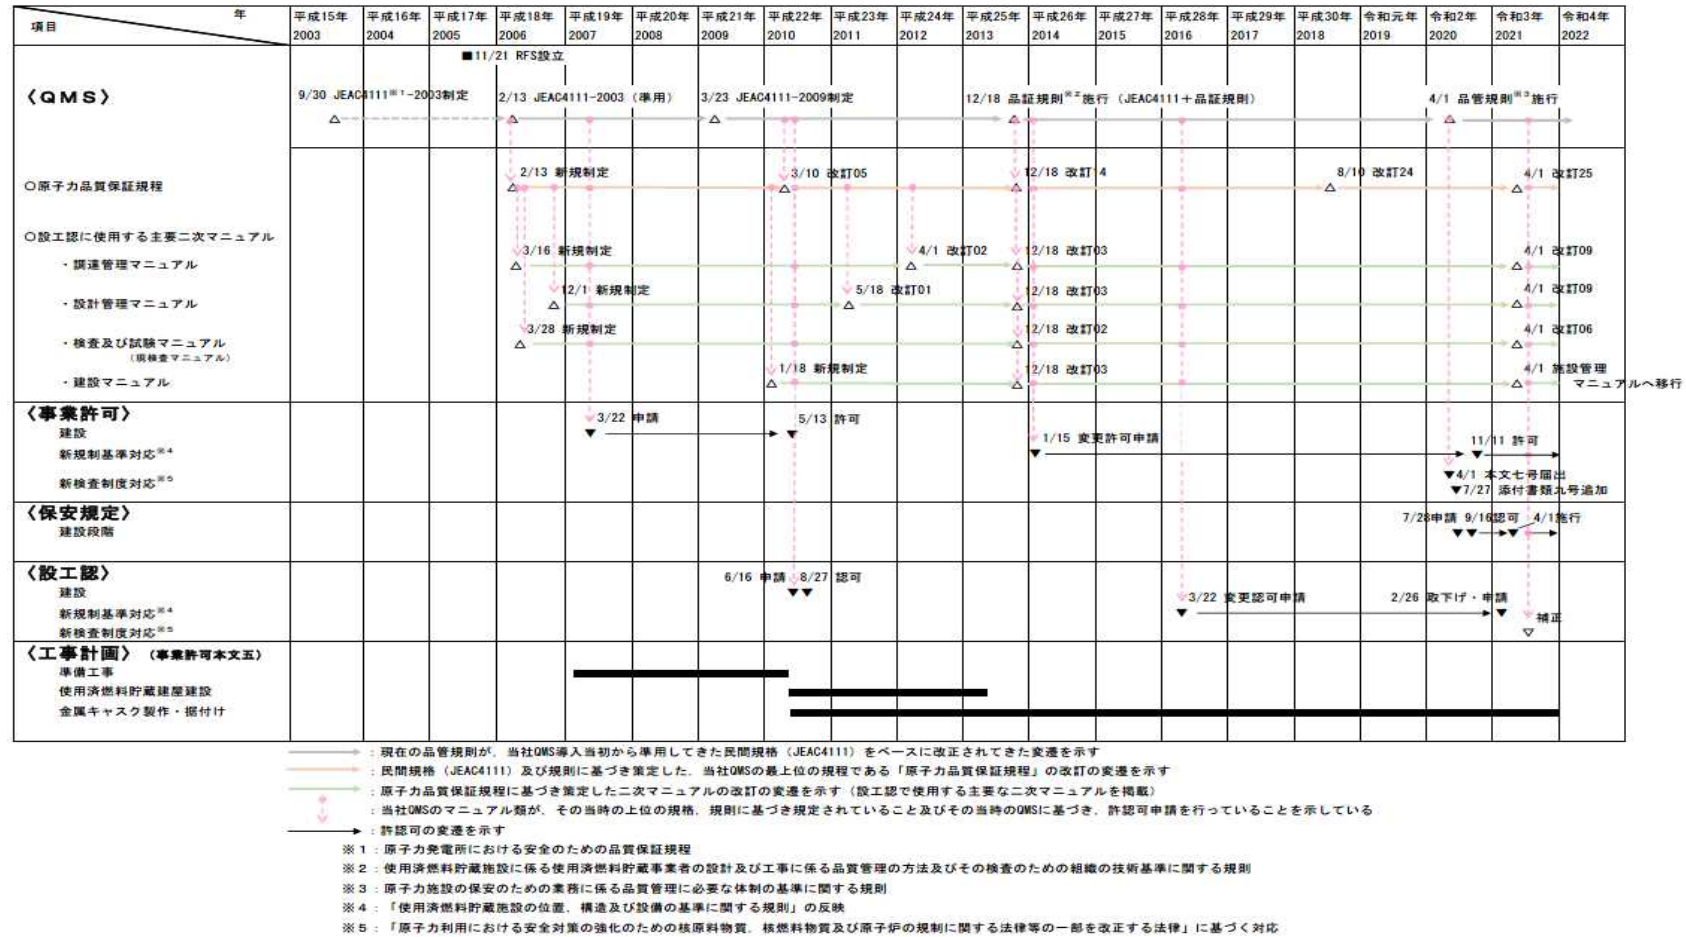 年
項目
平成15年 平成16年 平成17年 平成18年 平成19年 平成20年 平成21年 平成22年 平成23年 平成24年 平成25年 平成26年 平成27年 平成28年 平成29年 平成30年 令和元年 令和2年 令和3年 令和4年
2003 2004 2005 2006 2007 2008 2009 2010 2011 2012 2013 2014 2015 2016 2017 2018 2019 2020 2021 2022
■11/21 RFS設立
〈QMS〉
9/30 JEAC4111※1-2003制定 2/13 JEAC4111-2003（準用） 3/23 JEAC4111-2009制定 12/18 品証規則※2施行（JEAC4111＋品証規則） 4/1 品管規則※3施行
○原子力品質保証規程 2/13 新規制定 3/10 改訂05 12/18 改訂14 8/10 改訂24 4/1 改訂25
○設工認に使用する主要二次マニュアル
・調達管理マニュアル 3/16 新規制定 4/1 改訂02 12/18 改訂03 4/1 改訂09
・設計管理マニュアル 12/1 新規制定 5/18 改訂01 12/18 改訂03 4/1 改訂09
・検査及び試験マニュアル 3/28 新規制定 12/18 改訂02 4/1 改訂06
（現検査マニュアル）
・建設マニュアル 1/18 新規制定 12/18 改訂03 4/1 施設管理
マニュアルへ移行
〈事業許可〉
建設 3/22 申請 5/13 許可
新規制基準対応※4 1/15 変更許可申請 11/11 許可
新検査制度対応※5 ▼4/1 本文七号届出
▼7/27 添付書類九号追加
〈保安規定〉
建設段階 7/28申請 9/16認可 4/1施行
〈設工認〉
建設 6/16 申請 8/27 認可
新規制基準対応※4 3/22 変更認可申請 2/26 取下げ・申請
新検査制度対応※5 補正
〈工事計画〉（事業許可本文五）
準備工事
使用済燃料貯蔵建屋建設
金属キャスク製作・据付け
：現在の品管規則が、当社QMS導入当初から準用してきた民間規格（JEAC4111）をベースに改正されてきた変遷を示す
：民間規格（JEAC4111）及び規則に基づき策定した、当社QMSの最上位の規程である「原子力品質保証規程」の改訂の変遷を示す
：原子力品質保証規程に基づき策定した二次マニュアルの改訂の変遷を示す（設工認で使用する主要な二次マニュアルを掲載）
：当社QMSのマニュアル類が、その当時の上位の規格、規則に基づき規定されていること及びその当時のQMSに基づき、許認可申請を行っていることを示している
：許認可の変遷を示す
※1：原子力発電所における安全のための品質保証規程
※2：使用済燃料貯蔵施設に係る使用済燃料貯蔵事業者の設計及び工事に係る品質管理の方法及びその検査のための組織の技術基準に関する規則
※3：原子力施設の保安のための業務に係る品質管理に必要な体制の基準に関する規則
※4：「使用済燃料貯蔵施設の位置、構造及び設備の基準に関する規則」の反映
※5：「原子力利用における安全対策の強化のための核原料物質、核燃料物質及び原子炉の規制に関する法律等の一部を改正する法律」に基づく対応